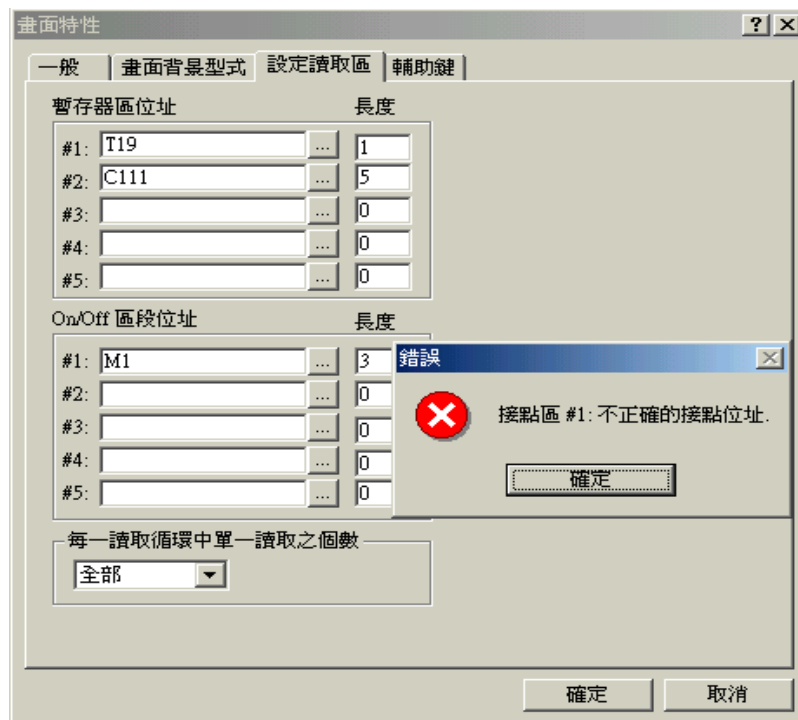 畫面特性
一般 畫面背景型式 設定讀取區 輔助鍵
暫存器區位址 長度
#1: T19 ... 1
#2: C111 ... 5
#3: ... 0
#4: ... 0
#5: ... 0
On/Off 區段位址 長度
#1: M1 ... 3
#2: ... 0
#3: ... 0
#4: ... 0
#5: ... 0
錯誤
接點區 #1: 不正確的接點位址.
確定
每一讀取循環中單一讀取之個數
全部
確定 取消